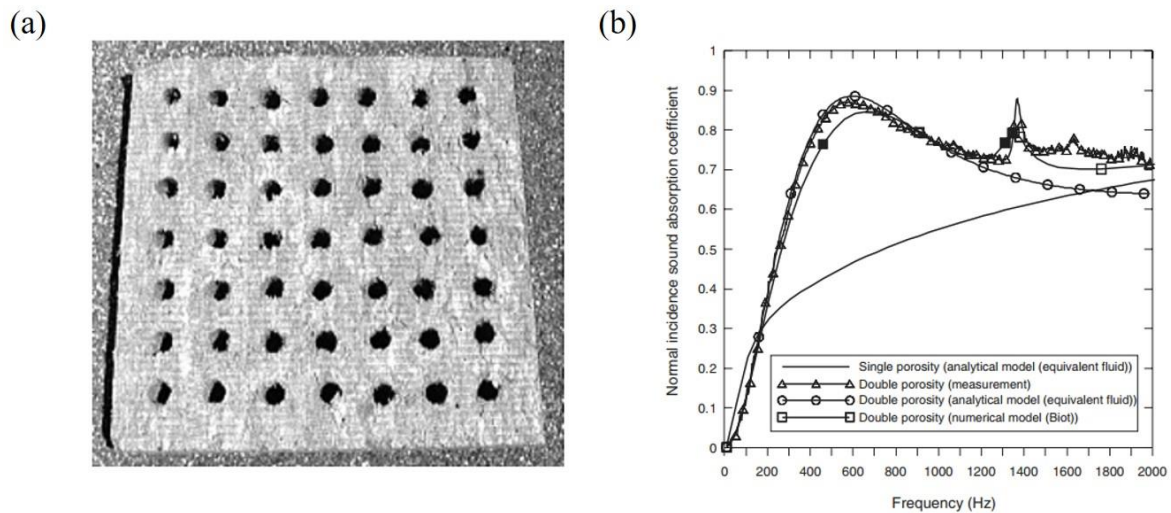 (a)
(b)
Normal incidence sound absorption coefficient
1
0.9
0.8
0.7
0.6
0.5
0.4
0.3
0.2
0.1
0
Single porosity (analytical model (equivalent fluid))
Double porosity (measurement)
Double porosity (analytical model (equivalent fluid))
Double porosity (numerical model (Biot))
0 200 400 600 800 1000 1200 1400 1600 1800 2000
Frequency (Hz)